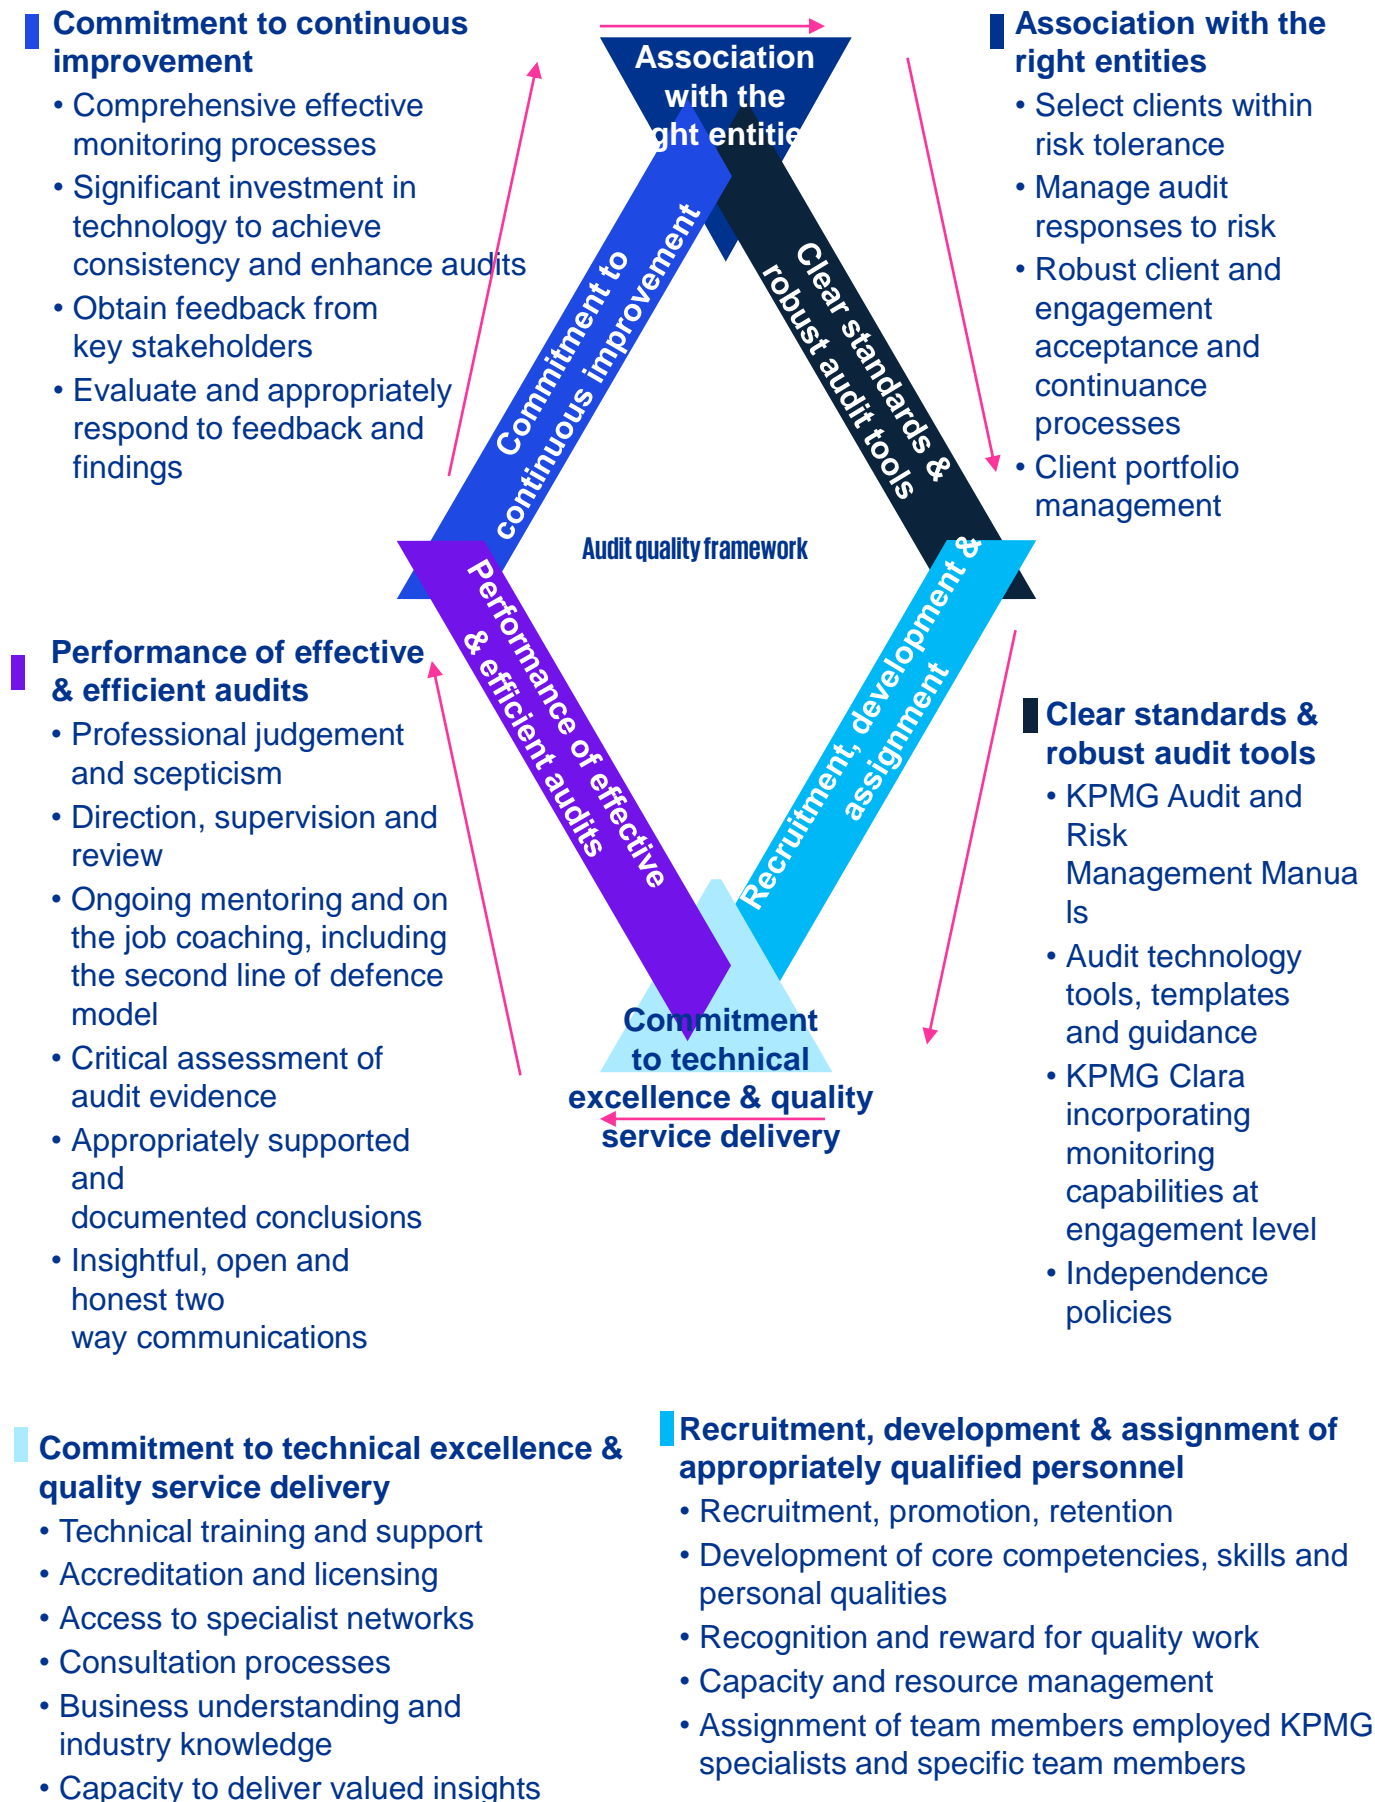 Commitment to continuous
improvement
• Comprehensive effective
monitoring processes
• Significant investment in
technology to achieve
consistency and enhance audits
• Obtain feedback from
key stakeholders
• Evaluate and appropriately
respond to feedback and
findings
Association
with the
ght entitie
Association with the
right entities
• Select clients within
risk tolerance
• Manage audit
responses to risk
• Robust client and
engagement
acceptance and
continuance
processes
• Client portfolio
management
Commitment to
continuous improvement
Clear standards &
robust audit tools
Audit quality framework
Performance of effective
& efficient audits
Recruitment, development &
assignment
Commitment
to technical
excellence & quality
service delivery
Performance of effective
& efficient audits
• Professional judgement
and scepticism
• Direction, supervision and
review
• Ongoing mentoring and on
the job coaching, including
the second line of defence
model
• Critical assessment of
audit evidence
• Appropriately supported
and
documented conclusions
• Insightful, open and
honest two
way communications
Clear standards &
robust audit tools
• KPMG Audit and
Risk
Management Manua
ls
• Audit technology
tools, templates
and guidance
• KPMG Clara
incorporating
monitoring
capabilities at
engagement level
• Independence
policies
Commitment to technical excellence &
quality service delivery
• Technical training and support
• Accreditation and licensing
• Access to specialist networks
• Consultation processes
• Business understanding and
industry knowledge
• Capacity to deliver valued insights
Recruitment, development & assignment of
appropriately qualified personnel
• Recruitment, promotion, retention
• Development of core competencies, skills and
personal qualities
• Recognition and reward for quality work
• Capacity and resource management
• Assignment of team members employed KPMG
specialists and specific team members